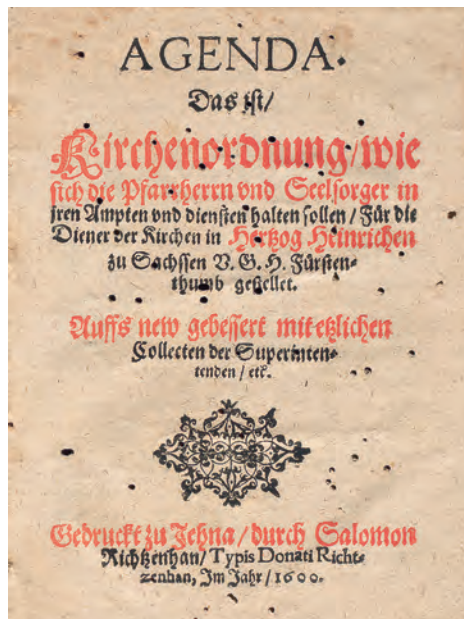 AGENDA.
Das ist/
Kirchenordnung/wie
sich die Pfarrherrn vnd Seelsorger in
jren Ampten vnd diensten halten sollen/Für die
Diener der Kirchen in Hertzog Heinrichen
zu Sachssen V. G. H. Fürsten-
thumb gestellet.
Auffs new gebessert mit etzlichen
Collecten der Superinten-
tenden/etc.
Gedruckt zu Jehna/durch Salomon
Richtzenhan/Typis Donati Richt-
zenhan, Im Jahr/1600.